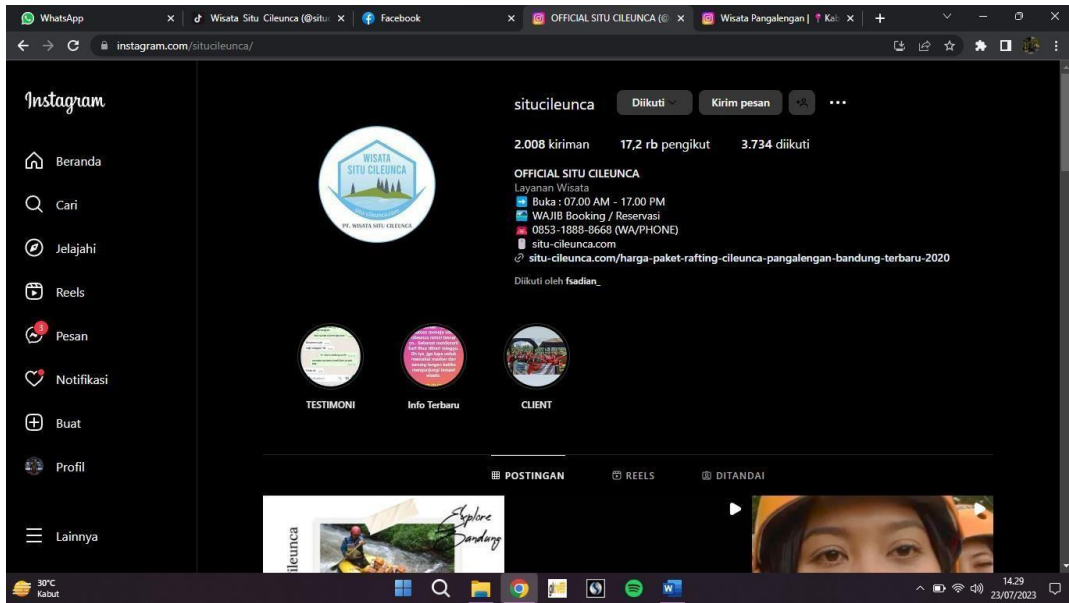 WhatsApp
Wisata Situ Cileunca (@situc
Facebook
OFFICIAL SITU CILEUNCA (@
Wisata Pangalengan | Kab
instagram.com/situcileunca/
Instagram
Beranda
Cari
Jelajahi
Reels
3
Pesan
Notifikasi
Buat
Profil
Lainnya
WISATA
SITU CILEUNCA
situ-cileunca.com
PT. WISATA SITU CILEUNCA
situcileunca Diikuti Kirim pesan
2.008 kiriman 17,2 rb pengikut 3.734 diikuti
OFFICIAL SITU CILEUNCA
Layanan Wisata
Buka : 07.00 AM - 17.00 PM
WAJIB Booking / Reservasi
0853-1888-8668 (WA/PHONE)
situ-cileunca.com
situ-cileunca.com/harga-paket-rafting-cileunca-pangalengan-bandung-terbaru-2020
Diikuti oleh fsadian_
TESTIMONI Info Terbaru CLIENT
POSTINGAN REELS DITANDAI
Explore
Bandung
ileunca
30°C
Kabut
W
14.29
23/07/2023